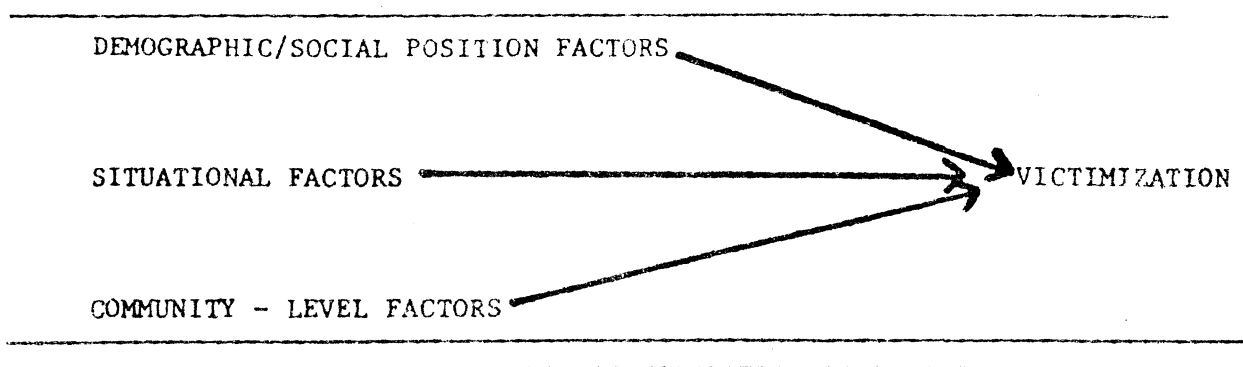 DEMOGRAPHIC/SOCIAL POSITION FACTORS
SITUATIONAL FACTORS
VICTIMIZATION
COMMUNITY - LEVEL FACTORS